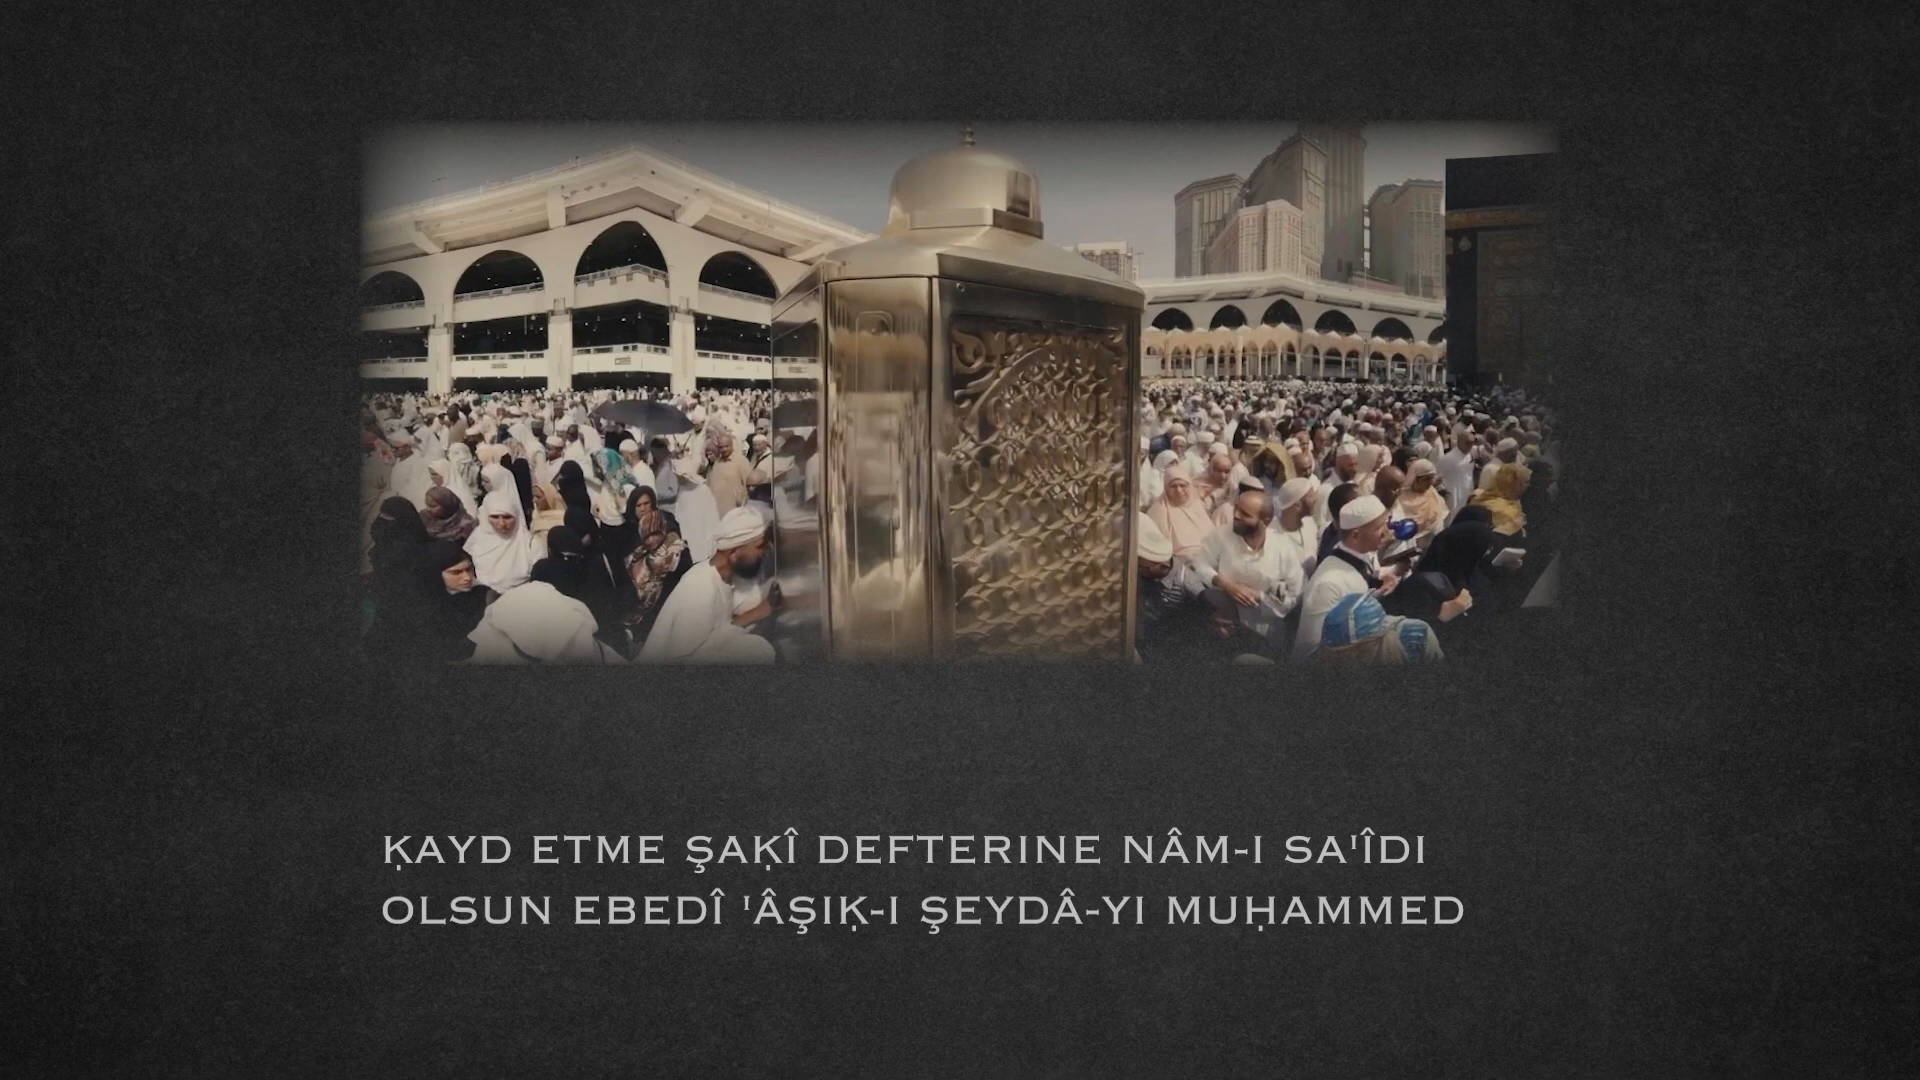 ḲAYD ETME ŞAḲÎ DEFTERINE NÂM-I SA'ÎDI
OLSUN EBEDÎ 'ÂŞIḲ-I ŞEYDÂ-YI MUḤAMMED